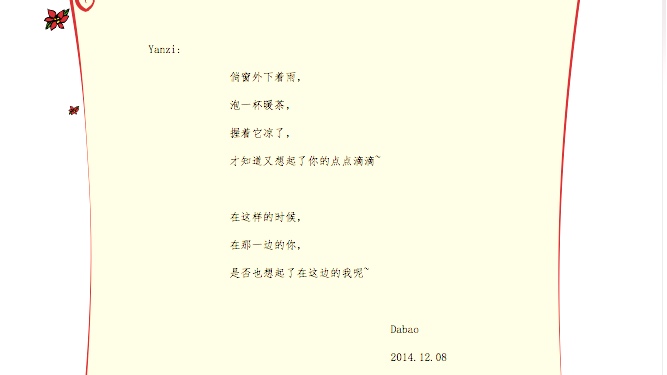 Yanzi:
倘窗外下着雨，
泡一杯暖茶，
握着它凉了，
才知道又想起了你的点点滴滴~
在这样的时候，
在那一边的你，
是否也想起了在这边的我呢~
Dabao
2014.12.08